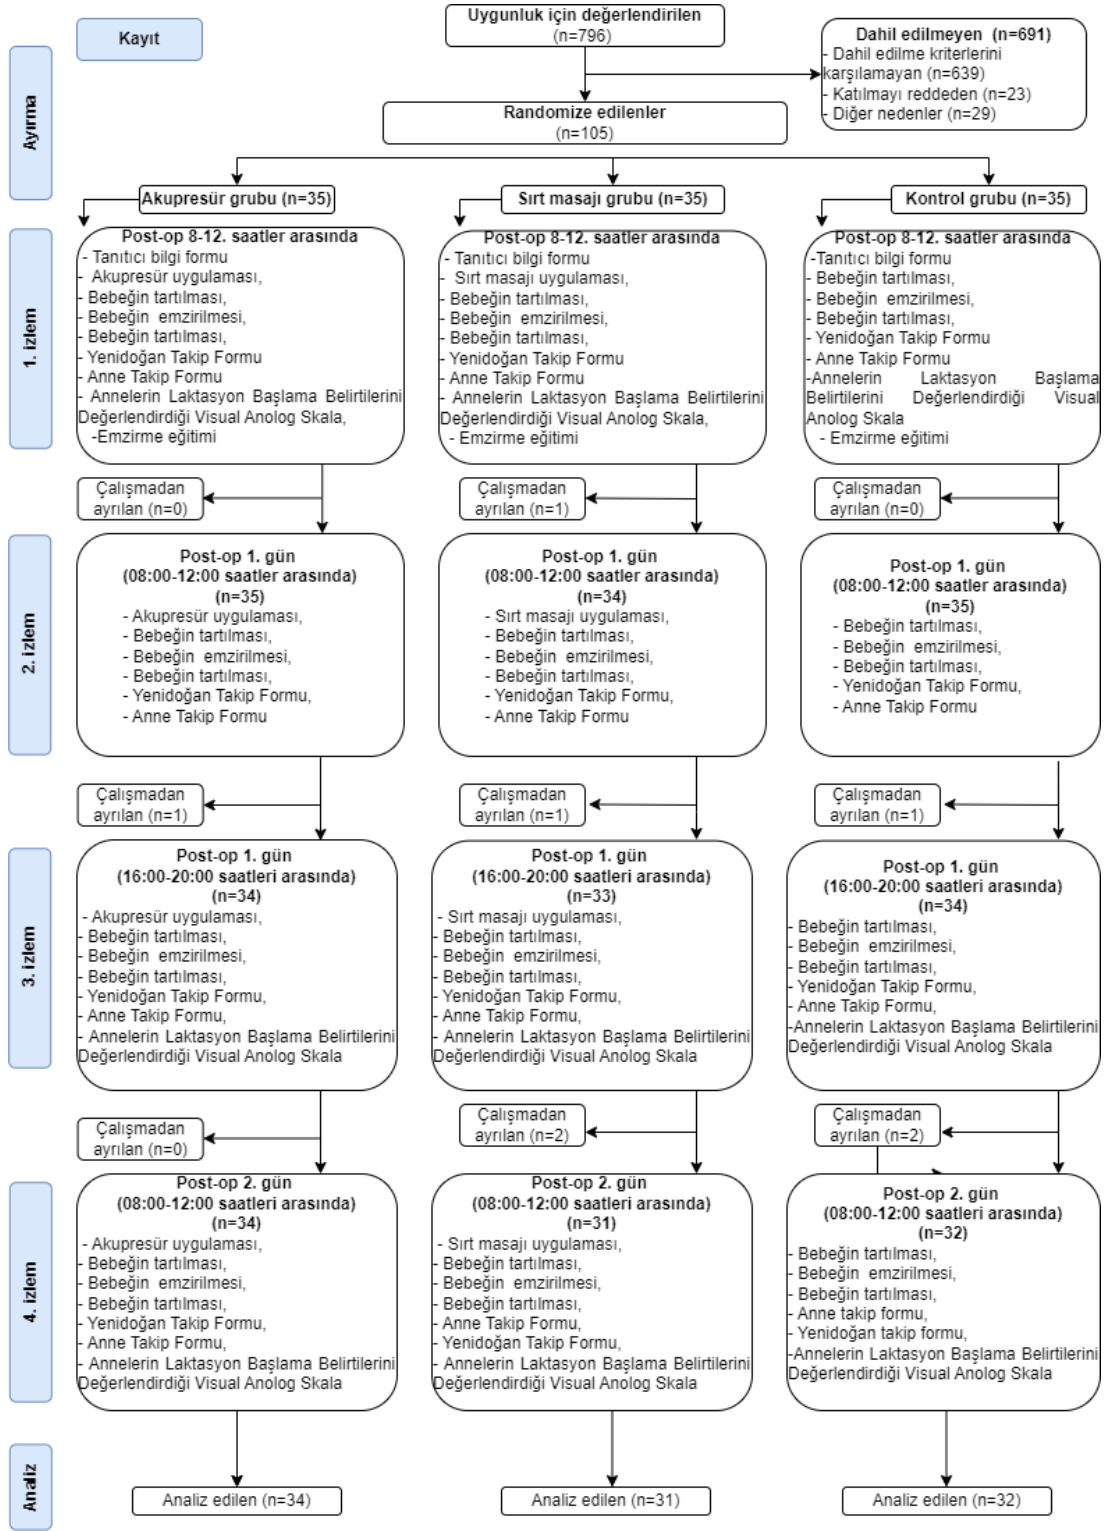 Kayıt
Uygunluk için değerlendirilen
(n=796)
Dahil edilmeyen (n=691)
- Dahil edilme kriterlerini
karşılamayan (n=639)
- Katılmayı reddeden (n=23)
- Diğer nedenler (n=29)
Ayırma
Randomize edilenler
(n=105)
Akupresür grubu (n=35)
Sırt masajı grubu (n=35)
Kontrol grubu (n=35)
1. izlem
Post-op 8-12. saatler arasında
- Tanıtıcı bilgi formu
- Akupresür uygulaması,
- Bebeğin tartılması,
- Bebeğin emzirilmesi,
- Bebeğin tartılması,
- Yenidoğan Takip Formu
- Anne Takip Formu
- Annelerin Laktasyon Başlama Belirtilerini
Değerlendirdiği Visual Anolog Skala,
-Emzirme eğitimi
Post-op 8-12. saatler arasında
- Tanıtıcı bilgi formu
- Sırt masajı uygulaması,
- Bebeğin tartılması,
- Bebeğin emzirilmesi,
- Bebeğin tartılması,
- Yenidoğan Takip Formu
- Anne Takip Formu
- Annelerin Laktasyon Başlama Belirtilerini
Değerlendirdiği Visual Anolog Skala,
- Emzirme eğitimi
Post-op 8-12. saatler arasında
-Tanıtıcı bilgi formu
- Bebeğin tartılması,
- Bebeğin emzirilmesi,
- Bebeğin tartılması,
- Yenidoğan Takip Formu
- Anne Takip Formu
-Annelerin Laktasyon Başlama
Belirtilerini Değerlendirdiği Visual
Anolog Skala
- Emzirme eğitimi
Çalışmadan
ayrılan (n=0)
Çalışmadan
ayrılan (n=1)
Çalışmadan
ayrılan (n=0)
2. izlem
Post-op 1. gün
(08:00-12:00 saatler arasında)
(n=35)
- Akupresür uygulaması,
- Bebeğin tartılması,
- Bebeğin emzirilmesi,
- Bebeğin tartılması,
- Yenidoğan Takip Formu,
- Anne Takip Formu
Post-op 1. gün
(08:00-12:00 saatler arasında)
(n=34)
- Sırt masajı uygulaması,
- Bebeğin tartılması,
- Bebeğin emzirilmesi,
- Bebeğin tartılması,
- Yenidoğan Takip Formu,
- Anne Takip Formu
Post-op 1. gün
(08:00-12:00 saatler arasında)
(n=35)
- Bebeğin tartılması,
- Bebeğin emzirilmesi,
- Bebeğin tartılması,
- Yenidoğan Takip Formu,
- Anne Takip Formu
Çalışmadan
ayrılan (n=1)
Çalışmadan
ayrılan (n=1)
Çalışmadan
ayrılan (n=1)
3. izlem
Post-op 1. gün
(16:00-20:00 saatleri arasında)
(n=34)
- Akupresür uygulaması,
- Bebeğin tartılması,
- Bebeğin emzirilmesi,
- Bebeğin tartılması,
- Yenidoğan Takip Formu,
- Anne Takip Formu,
- Annelerin Laktasyon Başlama Belirtilerini
Değerlendirdiği Visual Anolog Skala
Post-op 1. gün
(16:00-20:00 saatleri arasında)
(n=33)
- Sırt masajı uygulaması,
- Bebeğin tartılması,
- Bebeğin emzirilmesi,
- Bebeğin tartılması,
- Yenidoğan Takip Formu,
- Anne Takip Formu,
- Annelerin Laktasyon Başlama Belirtilerini
Değerlendirdiği Visual Anolog Skala
Post-op 1. gün
(16:00-20:00 saatleri arasında)
(n=34)
- Bebeğin tartılması,
- Bebeğin emzirilmesi,
- Bebeğin tartılması,
- Yenidoğan Takip Formu,
- Anne Takip Formu,
-Annelerin Laktasyon Başlama Belirtilerini
Değerlendirdiği Visual Anolog Skala
Çalışmadan
ayrılan (n=0)
Çalışmadan
ayrılan (n=2)
Çalışmadan
ayrılan (n=2)
4. izlem
Post-op 2. gün
(08:00-12:00 saatleri arasında)
(n=34)
- Akupresür uygulaması,
- Bebeğin tartılması,
- Bebeğin emzirilmesi,
- Bebeğin tartılması,
- Yenidoğan Takip Formu,
- Anne Takip Formu,
- Annelerin Laktasyon Başlama Belirtilerini
Değerlendirdiği Visual Anolog Skala
Post-op 2. gün
(08:00-12:00 saatleri arasında)
(n=31)
- Sırt masajı uygulaması,
- Bebeğin tartılması,
- Bebeğin emzirilmesi,
- Bebeğin tartılması,
- Anne Takip Formu,
- Yenidoğan Takip Formu,
- Annelerin Laktasyon Başlama Belirtilerini
Değerlendirdiği Visual Anolog Skala
Post-op 2. gün
(08:00-12:00 saatleri arasında)
(n=32)
- Bebeğin tartılması,
- Bebeğin emzirilmesi,
- Bebeğin tartılması,
- Anne takip formu,
- Yenidoğan takip formu,
-Annelerin Laktasyon Başlama Belirtilerini
Değerlendirdiği Visual Anolog Skala
Analiz
Analiz edilen (n=34)
Analiz edilen (n=31)
Analiz edilen (n=32)